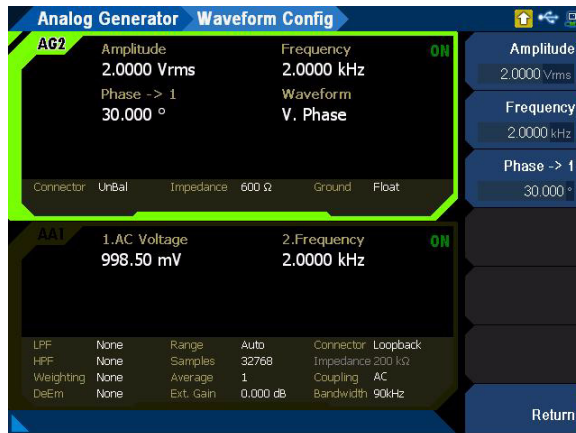 Analog Generator Waveform Config
AG2
Amplitude Frequency ON
2.0000 Vrms 2.0000 kHz
Phase -> 1 Waveform
30.000 ° V. Phase
Connector UnBal Impedance 600 Ω Ground Float
AA1
1.AC Voltage 2.Frequency ON
998.50 mV 2.0000 kHz
LPF None Range Auto Connector Loopback
HPF None Samples 32768 Impedance 200 kΩ
Weighting None Average 1 Coupling AC
DeEm None Ext. Gain 0.000 dB Bandwidth 90kHz
Amplitude
2.0000 Vrms
Frequency
2.0000 kHz
Phase -> 1
30.000 °
Return